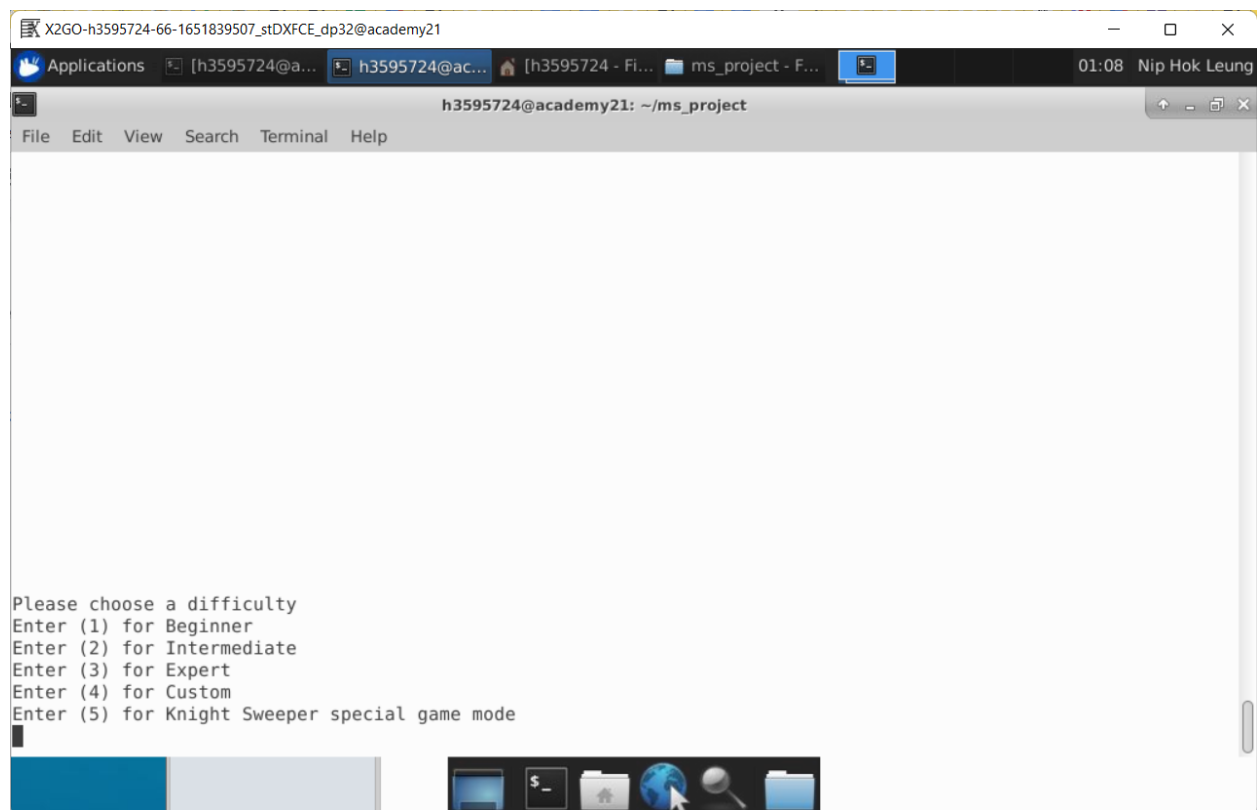 X2GO-h3595724-66-1651839507_stDXFCE_dp32@academy21
Applications [h3595724@a... h3595724@ac... [h3595724 - Fi... ms_project - F... 01:08 Nip Hok Leung
h3595724@academy21: ~/ms_project
File Edit View Search Terminal Help
Please choose a difficulty
Enter (1) for Beginner
Enter (2) for Intermediate
Enter (3) for Expert
Enter (4) for Custom
Enter (5) for Knight Sweeper special game mode